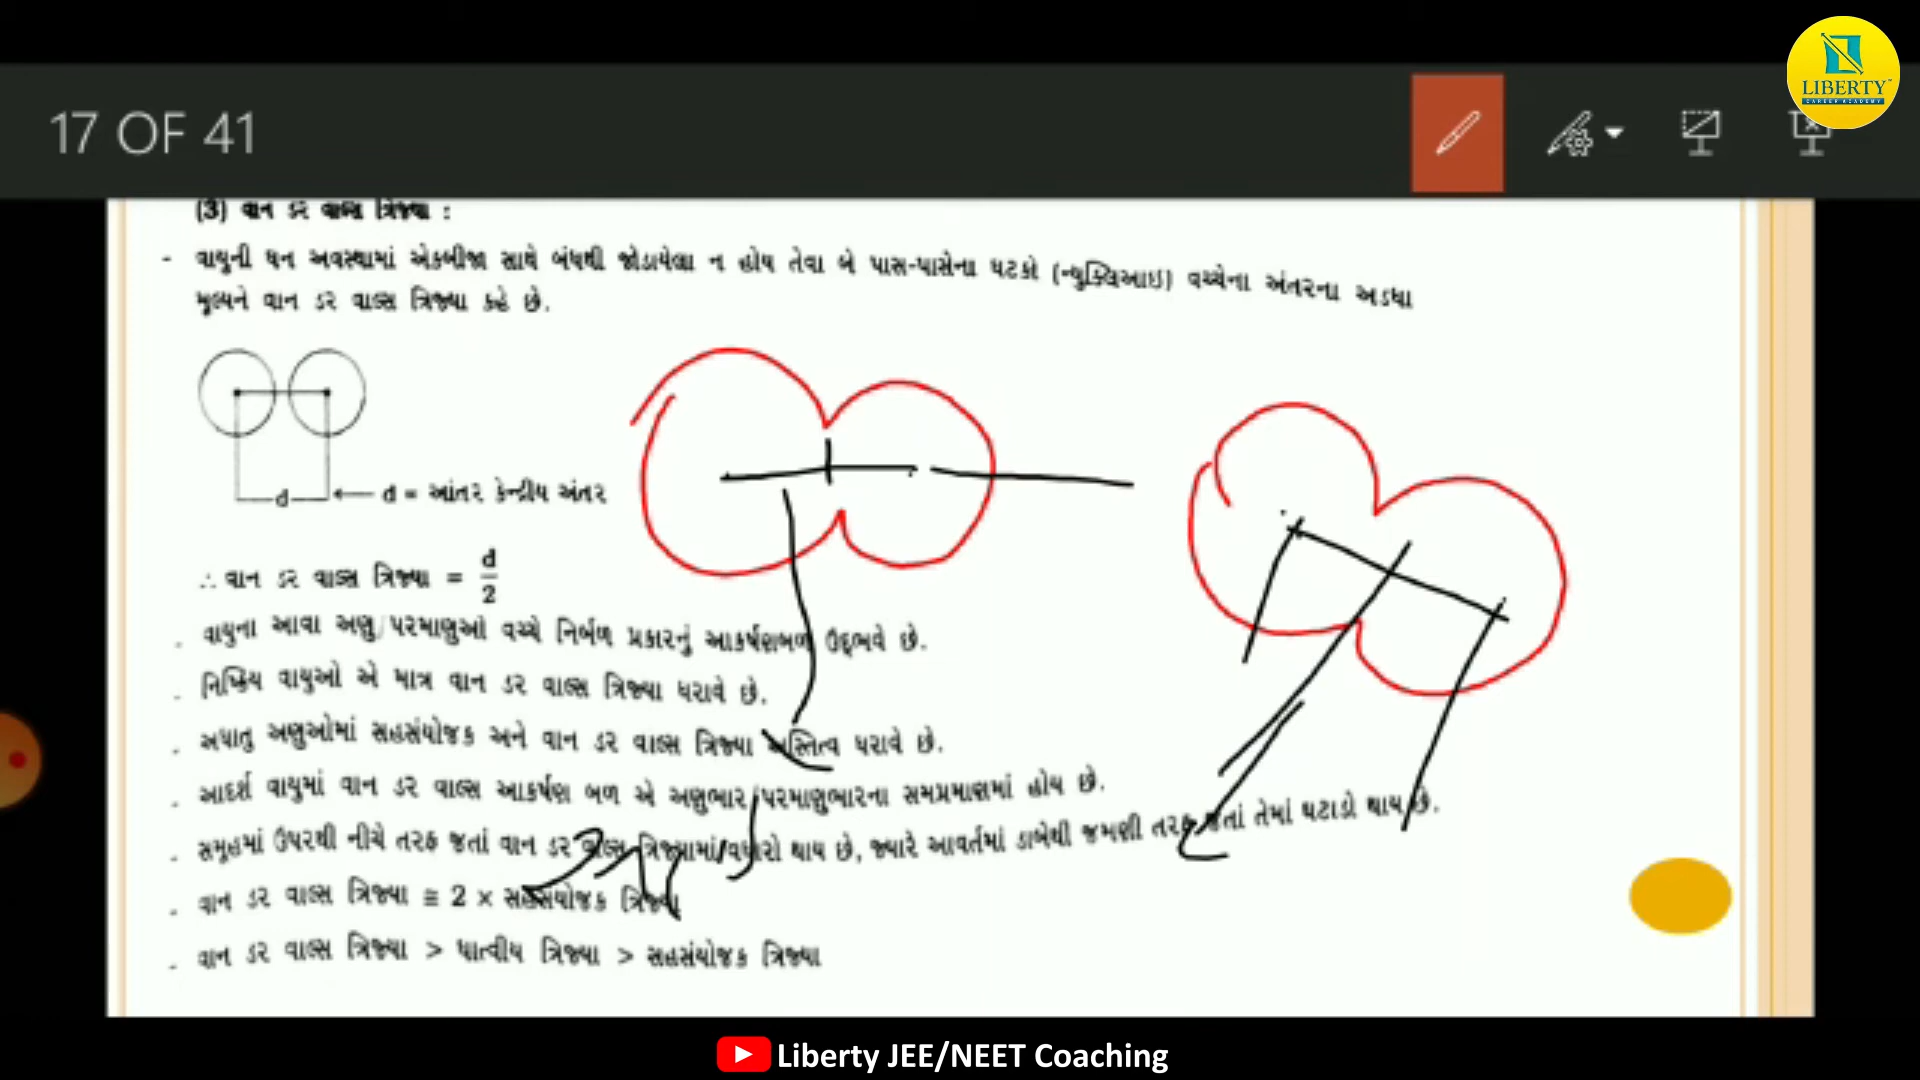 17 OF 41
LIBERTY
CAREER ACADEMY
(3) વાન ડર વાલ્સ ત્રિજ્યા :
- વાયુની ઘન અવસ્થામાં એકબીજા સાથે બંધથી જોડાયેલા ન હોય તેવા બે પાસ-પાસેના ઘટકો (ન્યુક્લિઆઇ) વચ્ચેના અંતરના અડધા
મૂલ્યને વાન ડર વાલ્સ ત્રિજ્યા કહે છે.
d
d = આંતર કેન્દ્રીય અંતર
∴ વાન ડર વાલ્સ ત્રિજ્યા = d/2
- વાયુના આવા અણુ/પરમાણુઓ વચ્ચે નિર્બળ પ્રકારનું આકર્ષણબળ ઉદ્દભવે છે.
- નિષ્ક્રિય વાયુઓ એ માત્ર વાન ડર વાલ્સ ત્રિજ્યા ધરાવે છે.
- અધાતુ અણુઓમાં સહસંયોજક અને વાન ડર વાલ્સ ત્રિજ્યા અસ્તિત્વ ધરાવે છે.
- આદર્શ વાયુમાં વાન ડર વાલ્સ આકર્ષણ બળ એ અણુભાર/પરમાણુભારના સમપ્રમાણમાં હોય છે.
- સમૂહમાં ઉપરથી નીચે તરફ જતાં વાન ડર વાલ્સ ત્રિજ્યામાં વધારો થાય છે, જ્યારે આવર્તમાં ડાબેથી જમણી તરફ જતાં તેમાં ઘટાડો થાય છે.
- વાન ડર વાલ્સ ત્રિજ્યા ≅ 2 × સહસંયોજક ત્રિજ્યા
- વાન ડર વાલ્સ ત્રિજ્યા > ધાત્વીય ત્રિજ્યા > સહસંયોજક ત્રિજ્યા
Liberty JEE/NEET Coaching